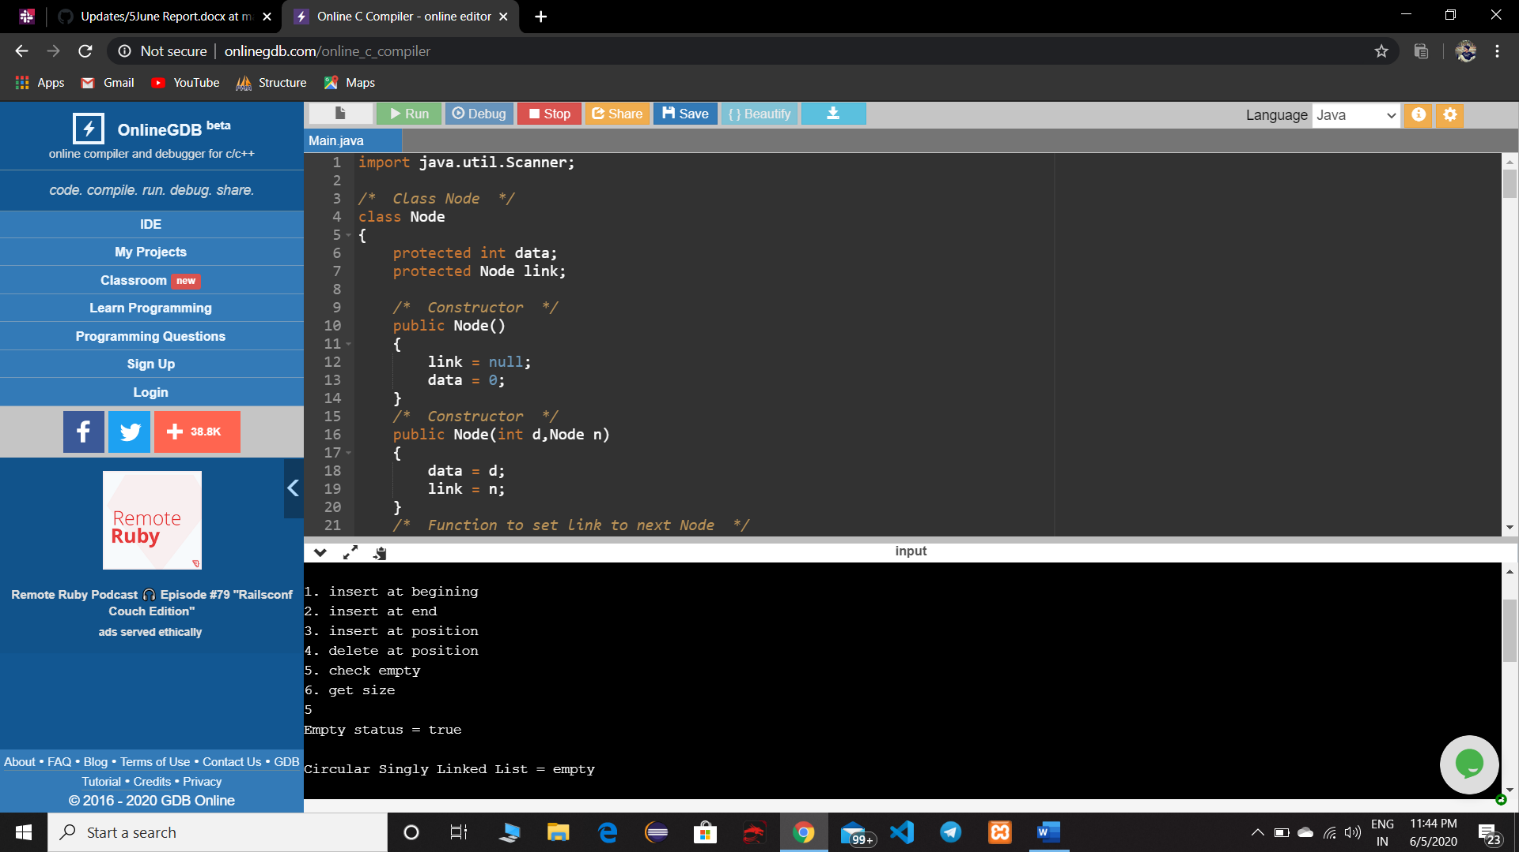 Updates/5June Report.docx at m
Online C Compiler - online editor
Not secure | onlinegdb.com/online_c_compiler
Apps Gmail YouTube Structure Maps
OnlineGDB beta
online compiler and debugger for c/c++
code. compile. run. debug. share.
IDE
My Projects
Classroom new
Learn Programming
Programming Questions
Sign Up
Login
38.8K
Remote
Ruby
Remote Ruby Podcast 🎧 Episode #79 "Railsconf
Couch Edition"
ads served ethically
About • FAQ • Blog • Terms of Use • Contact Us • GDB
Tutorial • Credits • Privacy
© 2016 - 2020 GDB Online
Run Debug Stop Share Save { } Beautify
Language Java
Main.java
1 import java.util.Scanner;
2
3 /*  Class Node  */
4 class Node
5 {
6     protected int data;
7     protected Node link;
8
9     /*  Constructor  */
10     public Node()
11     {
12         link = null;
13         data = 0;
14     }
15     /*  Constructor  */
16     public Node(int d,Node n)
17     {
18         data = d;
19         link = n;
20     }
21     /*  Function to set link to next Node  */
input
1. insert at begining
2. insert at end
3. insert at position
4. delete at position
5. check empty
6. get size
5
Empty status = true
Circular Singly Linked List = empty
Start a search
99+
ENG
IN
11:44 PM
6/5/2020
23